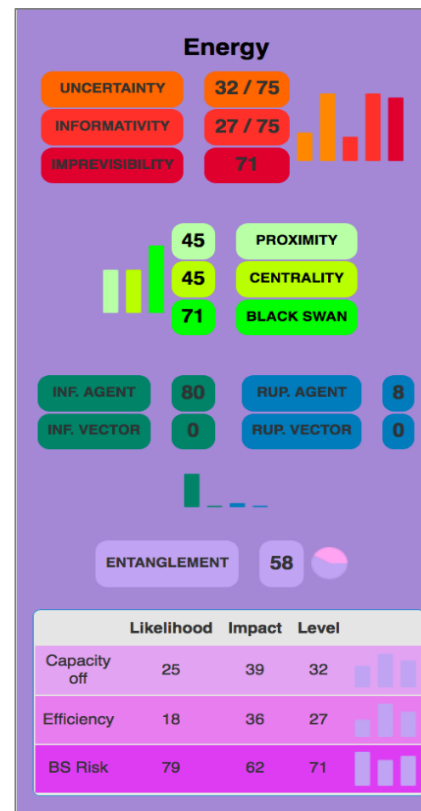 Energy
UNCERTAINTY 32 / 75
INFORMATIVITY 27 / 75
IMPREVISIBILITY 71
45 PROXIMITY
45 CENTRALITY
71 BLACK SWAN
INF. AGENT 80 RUP. AGENT 8
INF. VECTOR 0 RUP. VECTOR 0
ENTANGLEMENT 58
Likelihood Impact Level
Capacity
off 25 39 32
Efficiency 18 36 27
BS Risk 79 62 71